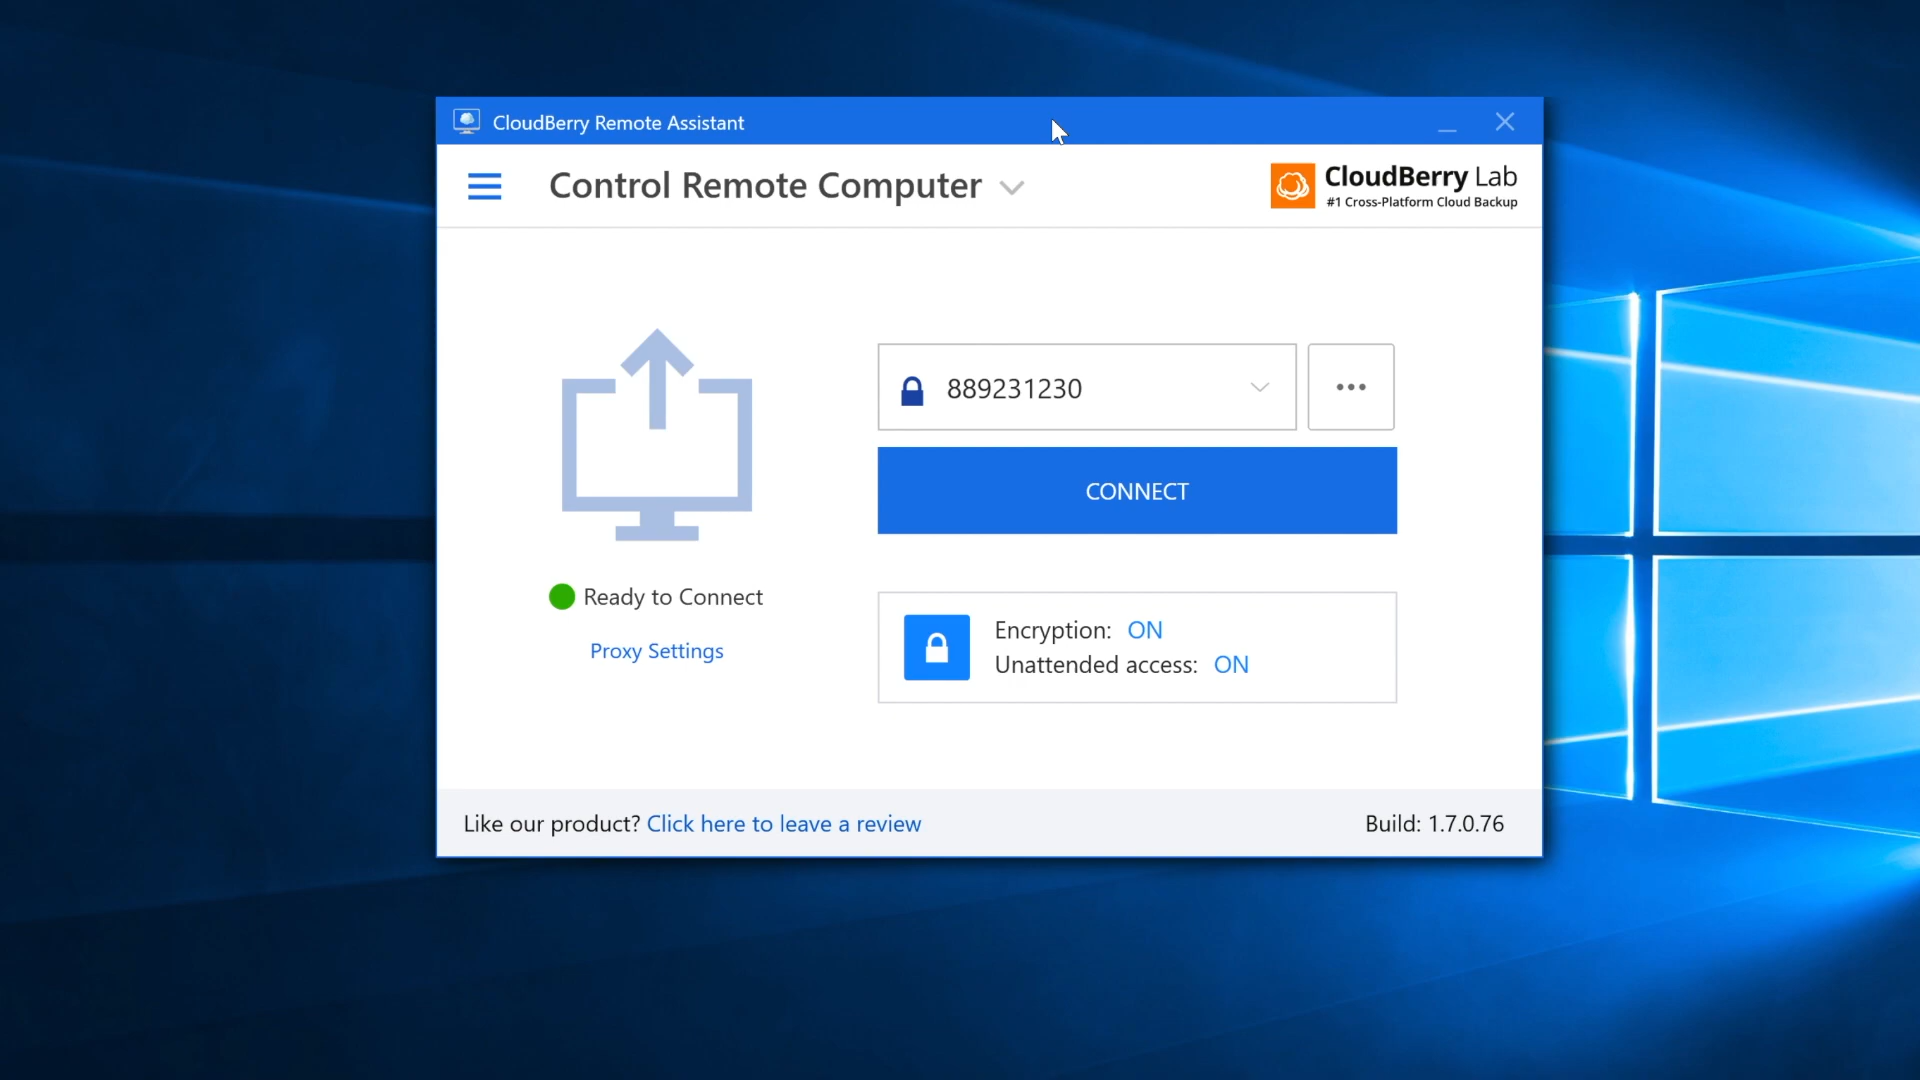 CloudBerry Remote Assistant
Control Remote Computer
CloudBerry Lab
#1 Cross-Platform Cloud Backup
889231230
CONNECT
Ready to Connect
Proxy Settings
Encryption: ON
Unattended access: ON
Like our product? Click here to leave a review
Build: 1.7.0.76